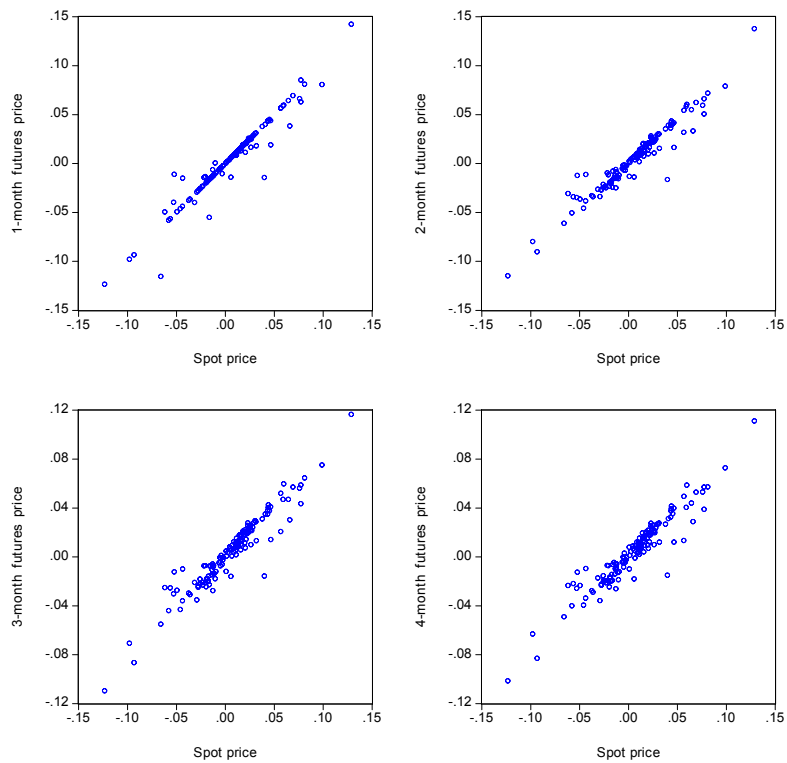 .15
.10
.05
.00
-.05
-.10
-.15
1-month futures price
-.15 -.10 -.05 .00 .05 .10 .15
Spot price
.15
.10
.05
.00
-.05
-.10
-.15
2-month futures price
-.15 -.10 -.05 .00 .05 .10 .15
Spot price
.12
.08
.04
.00
-.04
-.08
-.12
3-month futures price
-.15 -.10 -.05 .00 .05 .10 .15
Spot price
.12
.08
.04
.00
-.04
-.08
-.12
4-month futures price
-.15 -.10 -.05 .00 .05 .10 .15
Spot price